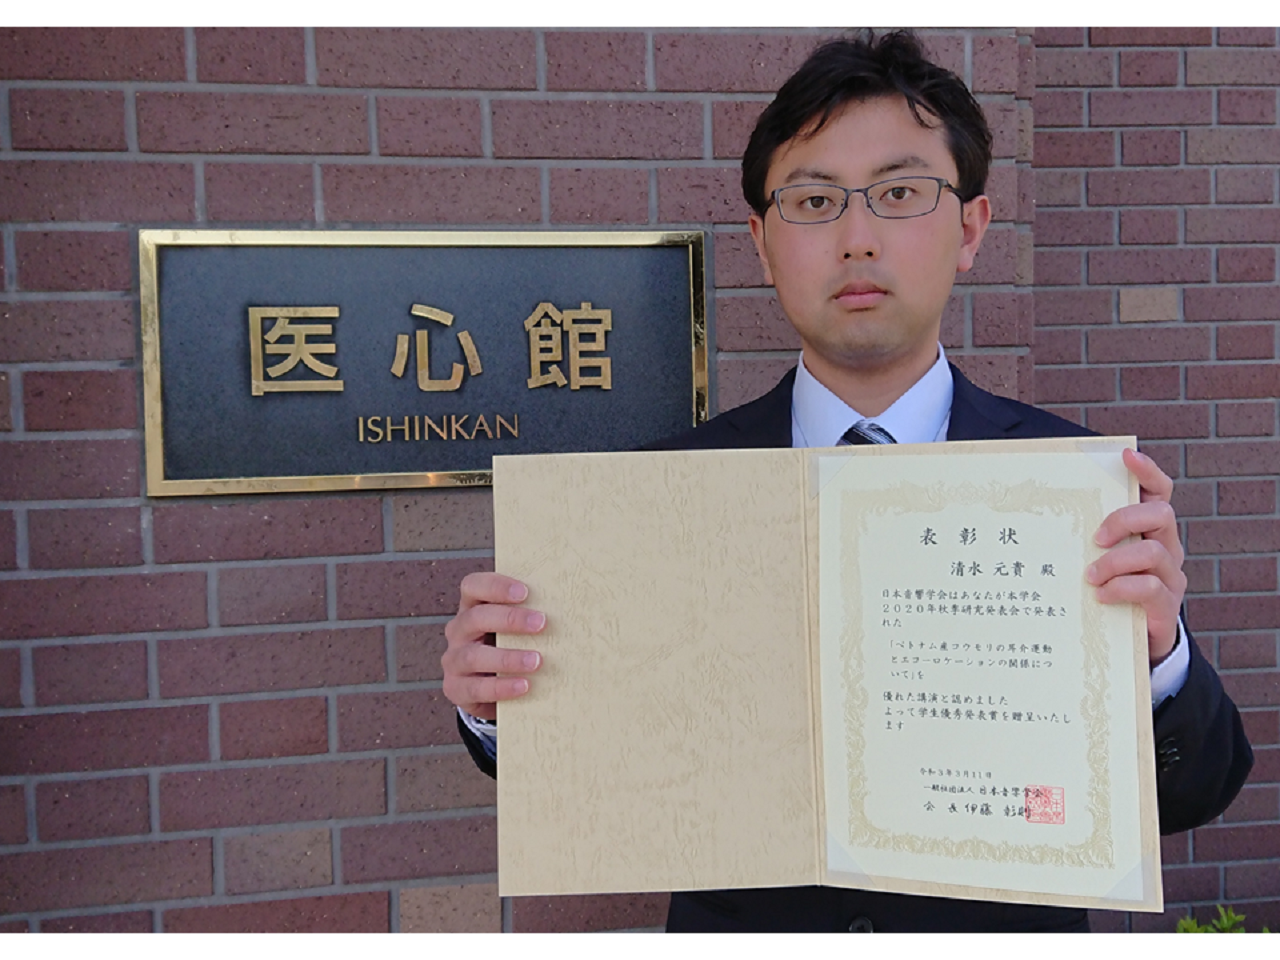 医心館
ISHINKAN
表彰状
清水 元貴 殿
日本音響学会はあなたが本学会
2020年秋季研究発表会で発表さ
れた
「ベトナム産コウモリの耳介運動
とエコーロケーションの関係につ
いて」を
優れた講演と認めました
よって学生優秀発表賞を贈呈いたし
ます
令和3年3月11日
一般社団法人 日本音響学会
会長 伊藤 彰則